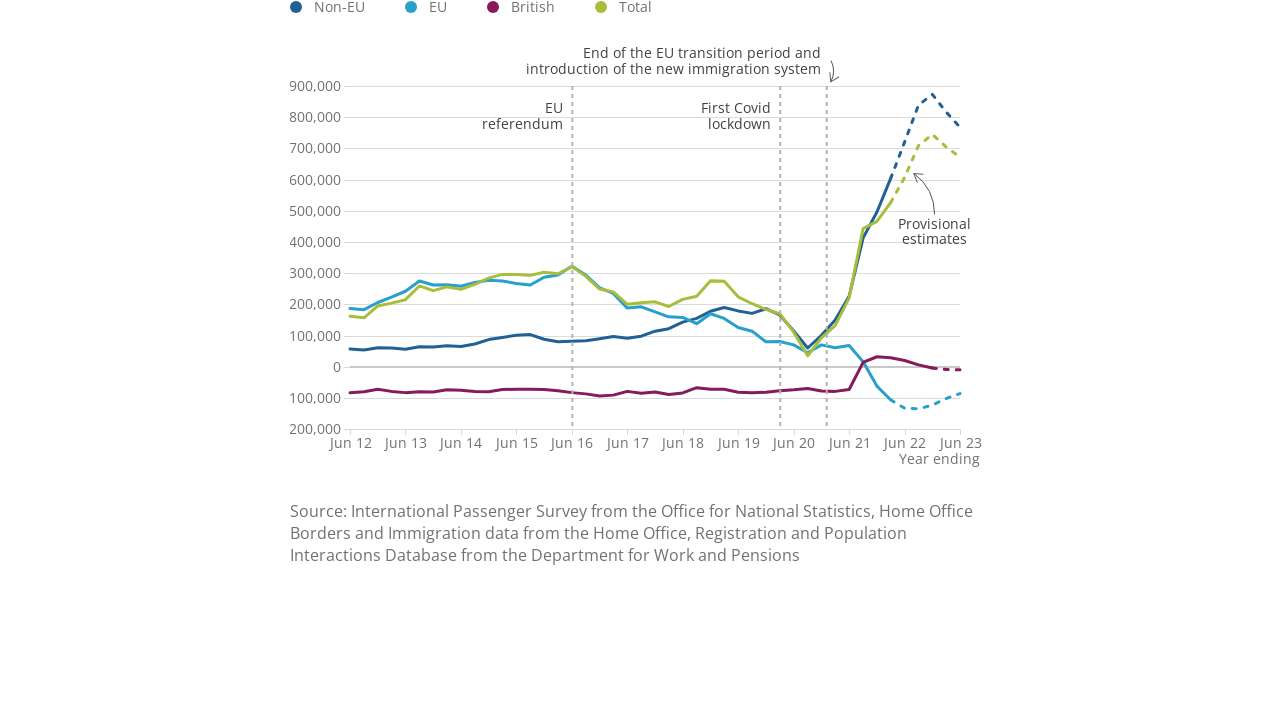 Non-EU EU British Total
End of the EU transition period and
introduction of the new immigration system
900,000
EU
referendum
First Covid
lockdown
800,000
700,000
600,000
500,000
Provisional
estimates
400,000
300,000
200,000
100,000
0
100,000
200,000
Jun 12 Jun 13 Jun 14 Jun 15 Jun 16 Jun 17 Jun 18 Jun 19 Jun 20 Jun 21 Jun 22 Jun 23
Year ending
Source: International Passenger Survey from the Office for National Statistics, Home Office
Borders and Immigration data from the Home Office, Registration and Population
Interactions Database from the Department for Work and Pensions